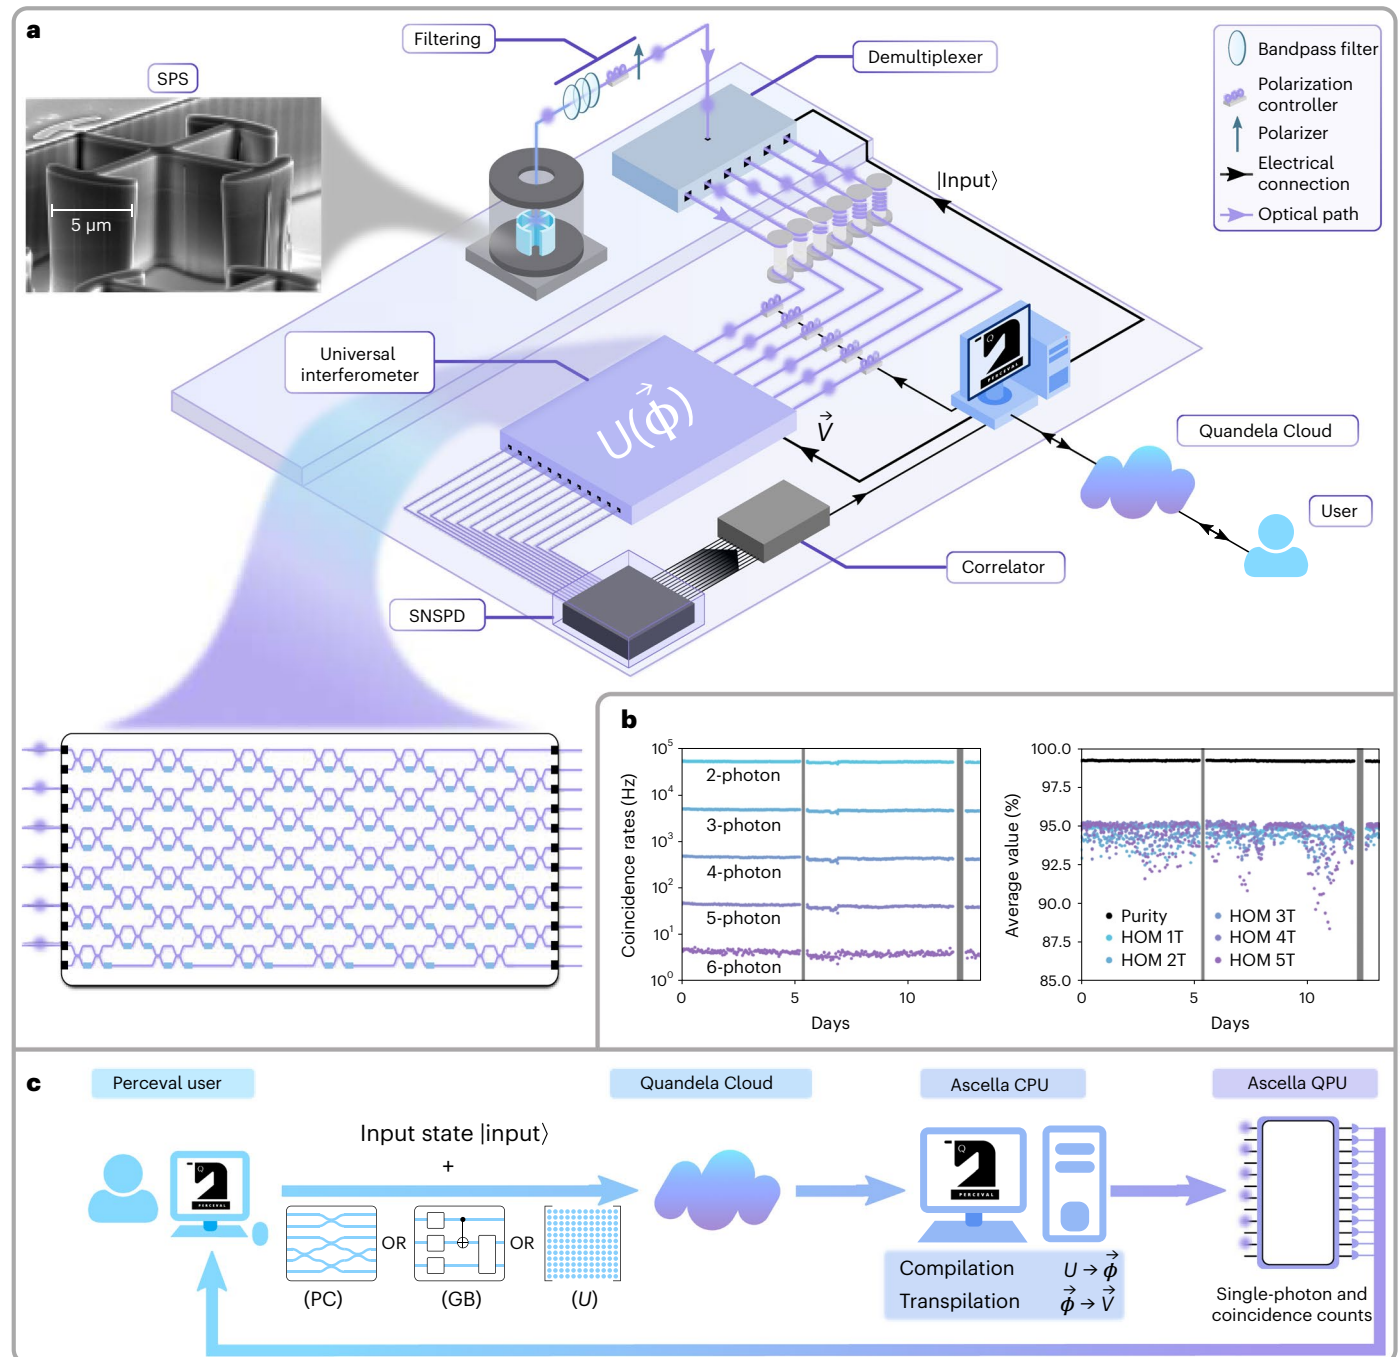 a
Filtering
Demultiplexer
SPS
5 μm
Bandpass filter
Polarization
controller
Polarizer
Electrical
connection
Optical path
|Input⟩
Universal
interferometer
U(ϕ⃗)
V⃗
Q
PERCEVAL
Quandela Cloud
User
Correlator
SNSPD
b
Coincidence rates (Hz)
10⁵
10⁴
10³
10²
10¹
10⁰
2-photon
3-photon
4-photon
5-photon
6-photon
0 5 10
Days
Average value (%)
100.0
97.5
95.0
92.5
90.0
87.5
85.0
Purity HOM 3T
HOM 1T HOM 4T
HOM 2T HOM 5T
0 5 10
Days
c
Perceval user
Quandela Cloud
Ascella CPU
Ascella QPU
Input state |input⟩
+
Q
PERCEVAL
OR OR
(PC) (GB) (U)
Q
PERCEVAL
Compilation U → ϕ⃗
Transpilation ϕ⃗ → V⃗
Single-photon and
coincidence counts